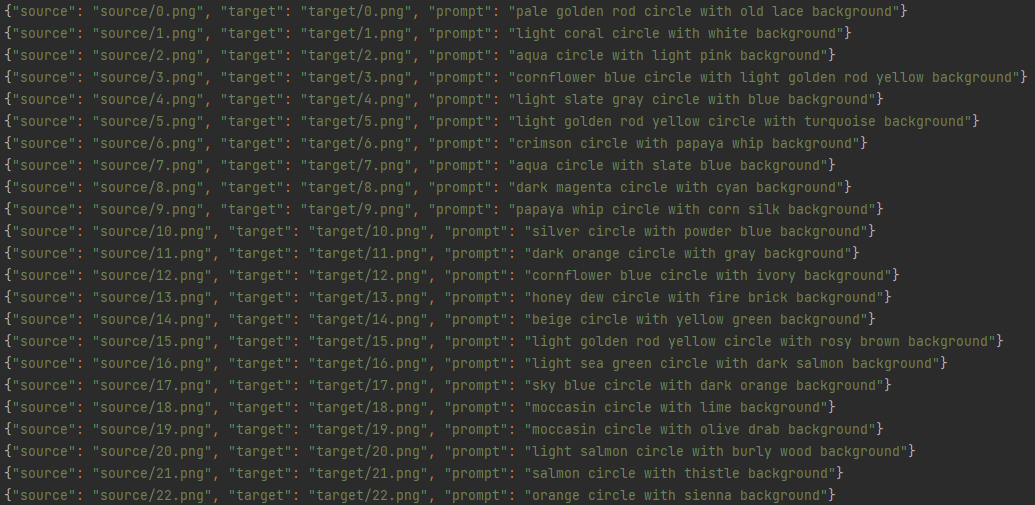 {"source": "source/0.png", "target": "target/0.png", "prompt": "pale golden rod circle with old lace background"}
{"source": "source/1.png", "target": "target/1.png", "prompt": "light coral circle with white background"}
{"source": "source/2.png", "target": "target/2.png", "prompt": "aqua circle with light pink background"}
{"source": "source/3.png", "target": "target/3.png", "prompt": "cornflower blue circle with light golden rod yellow background"}
{"source": "source/4.png", "target": "target/4.png", "prompt": "light slate gray circle with blue background"}
{"source": "source/5.png", "target": "target/5.png", "prompt": "light golden rod yellow circle with turquoise background"}
{"source": "source/6.png", "target": "target/6.png", "prompt": "crimson circle with papaya whip background"}
{"source": "source/7.png", "target": "target/7.png", "prompt": "aqua circle with slate blue background"}
{"source": "source/8.png", "target": "target/8.png", "prompt": "dark magenta circle with cyan background"}
{"source": "source/9.png", "target": "target/9.png", "prompt": "papaya whip circle with corn silk background"}
{"source": "source/10.png", "target": "target/10.png", "prompt": "silver circle with powder blue background"}
{"source": "source/11.png", "target": "target/11.png", "prompt": "dark orange circle with gray background"}
{"source": "source/12.png", "target": "target/12.png", "prompt": "cornflower blue circle with ivory background"}
{"source": "source/13.png", "target": "target/13.png", "prompt": "honey dew circle with fire brick background"}
{"source": "source/14.png", "target": "target/14.png", "prompt": "beige circle with yellow green background"}
{"source": "source/15.png", "target": "target/15.png", "prompt": "light golden rod yellow circle with rosy brown background"}
{"source": "source/16.png", "target": "target/16.png", "prompt": "light sea green circle with dark salmon background"}
{"source": "source/17.png", "target": "target/17.png", "prompt": "sky blue circle with dark orange background"}
{"source": "source/18.png", "target": "target/18.png", "prompt": "moccasin circle with lime background"}
{"source": "source/19.png", "target": "target/19.png", "prompt": "moccasin circle with olive drab background"}
{"source": "source/20.png", "target": "target/20.png", "prompt": "light salmon circle with burly wood background"}
{"source": "source/21.png", "target": "target/21.png", "prompt": "salmon circle with thistle background"}
{"source": "source/22.png", "target": "target/22.png", "prompt": "orange circle with sienna background"}